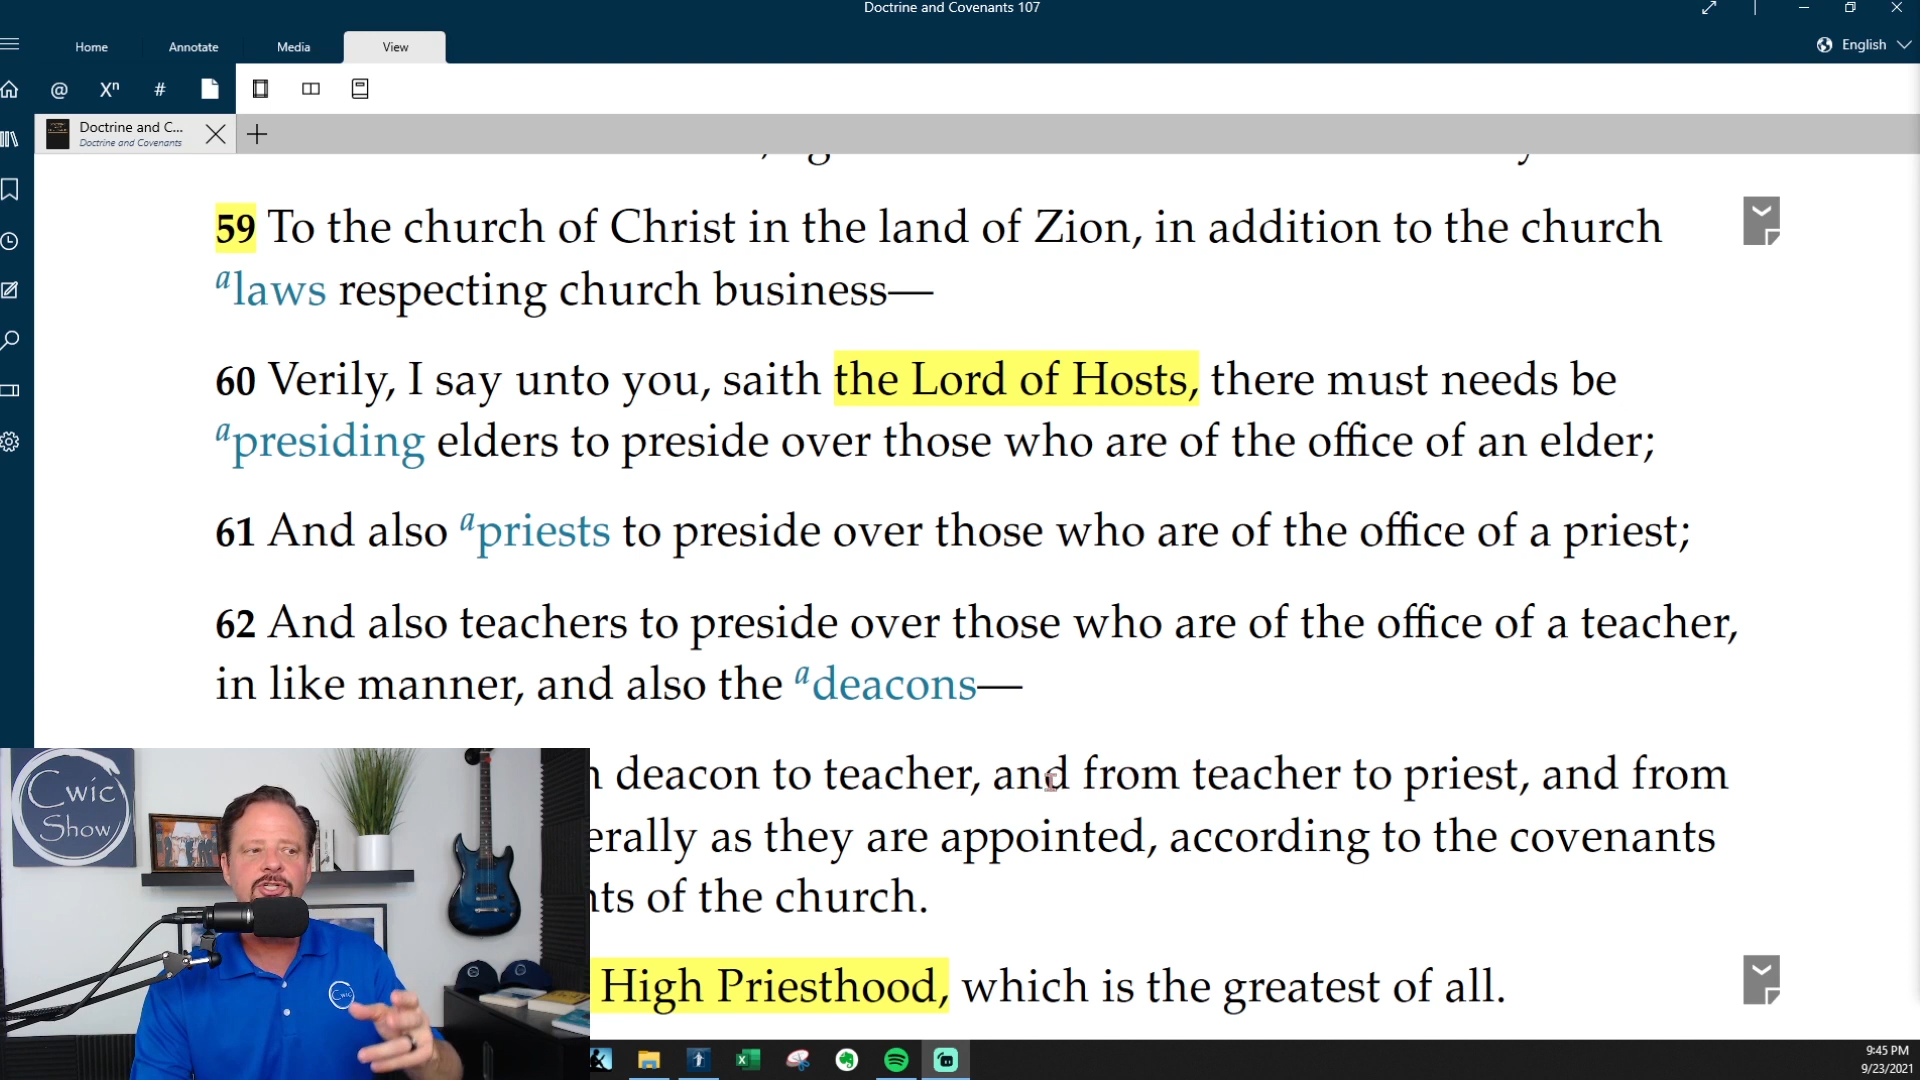 Doctrine and Covenants 107
Home
Annotate
Media
View
English
@
Xⁿ
#
Doctrine and C...
Doctrine and Covenants
59 To the church of Christ in the land of Zion, in addition to the church
a laws respecting church business—
60 Verily, I say unto you, saith the Lord of Hosts, there must needs be
a presiding elders to preside over those who are of the office of an elder;
61 And also a priests to preside over those who are of the office of a priest;
62 And also teachers to preside over those who are of the office of a teacher,
in like manner, and also the a deacons—
deacon to teacher, and from teacher to priest, and from
erally as they are appointed, according to the covenants
nts of the church.
High Priesthood, which is the greatest of all.
Cwic
Show
Cwic
9:45 PM
9/23/2021